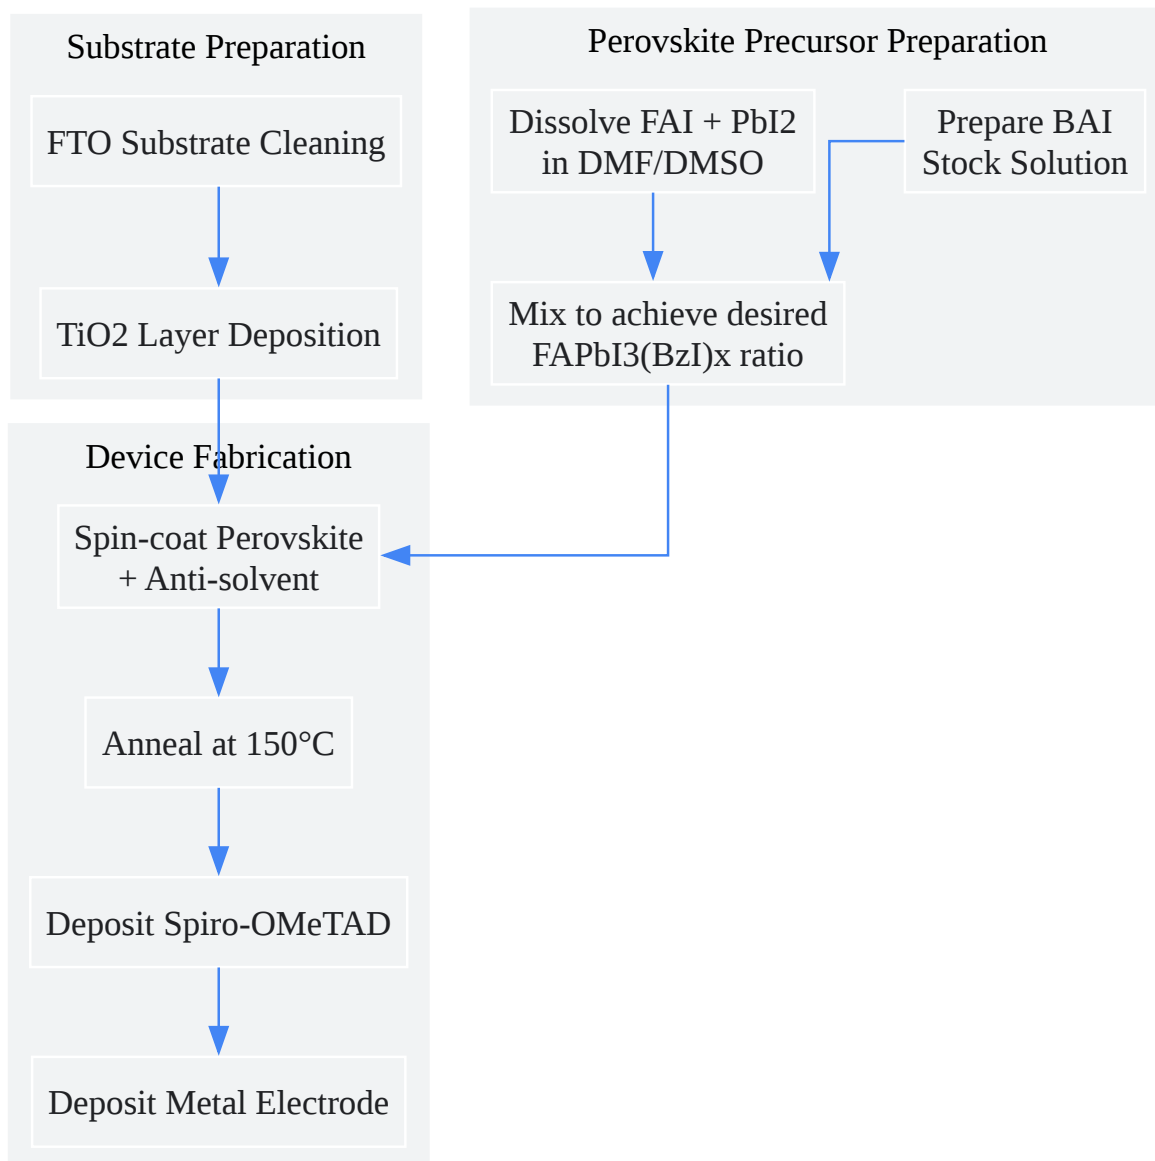 Substrate Preparation
FTO Substrate Cleaning
TiO2 Layer Deposition
Perovskite Precursor Preparation
Dissolve FAI + PbI2
in DMF/DMSO
Prepare BAI
Stock Solution
Mix to achieve desired
FAPbI3(BzI)x ratio
Device Fabrication
Spin-coat Perovskite
+ Anti-solvent
Anneal at 150°C
Deposit Spiro-OMeTAD
Deposit Metal Electrode